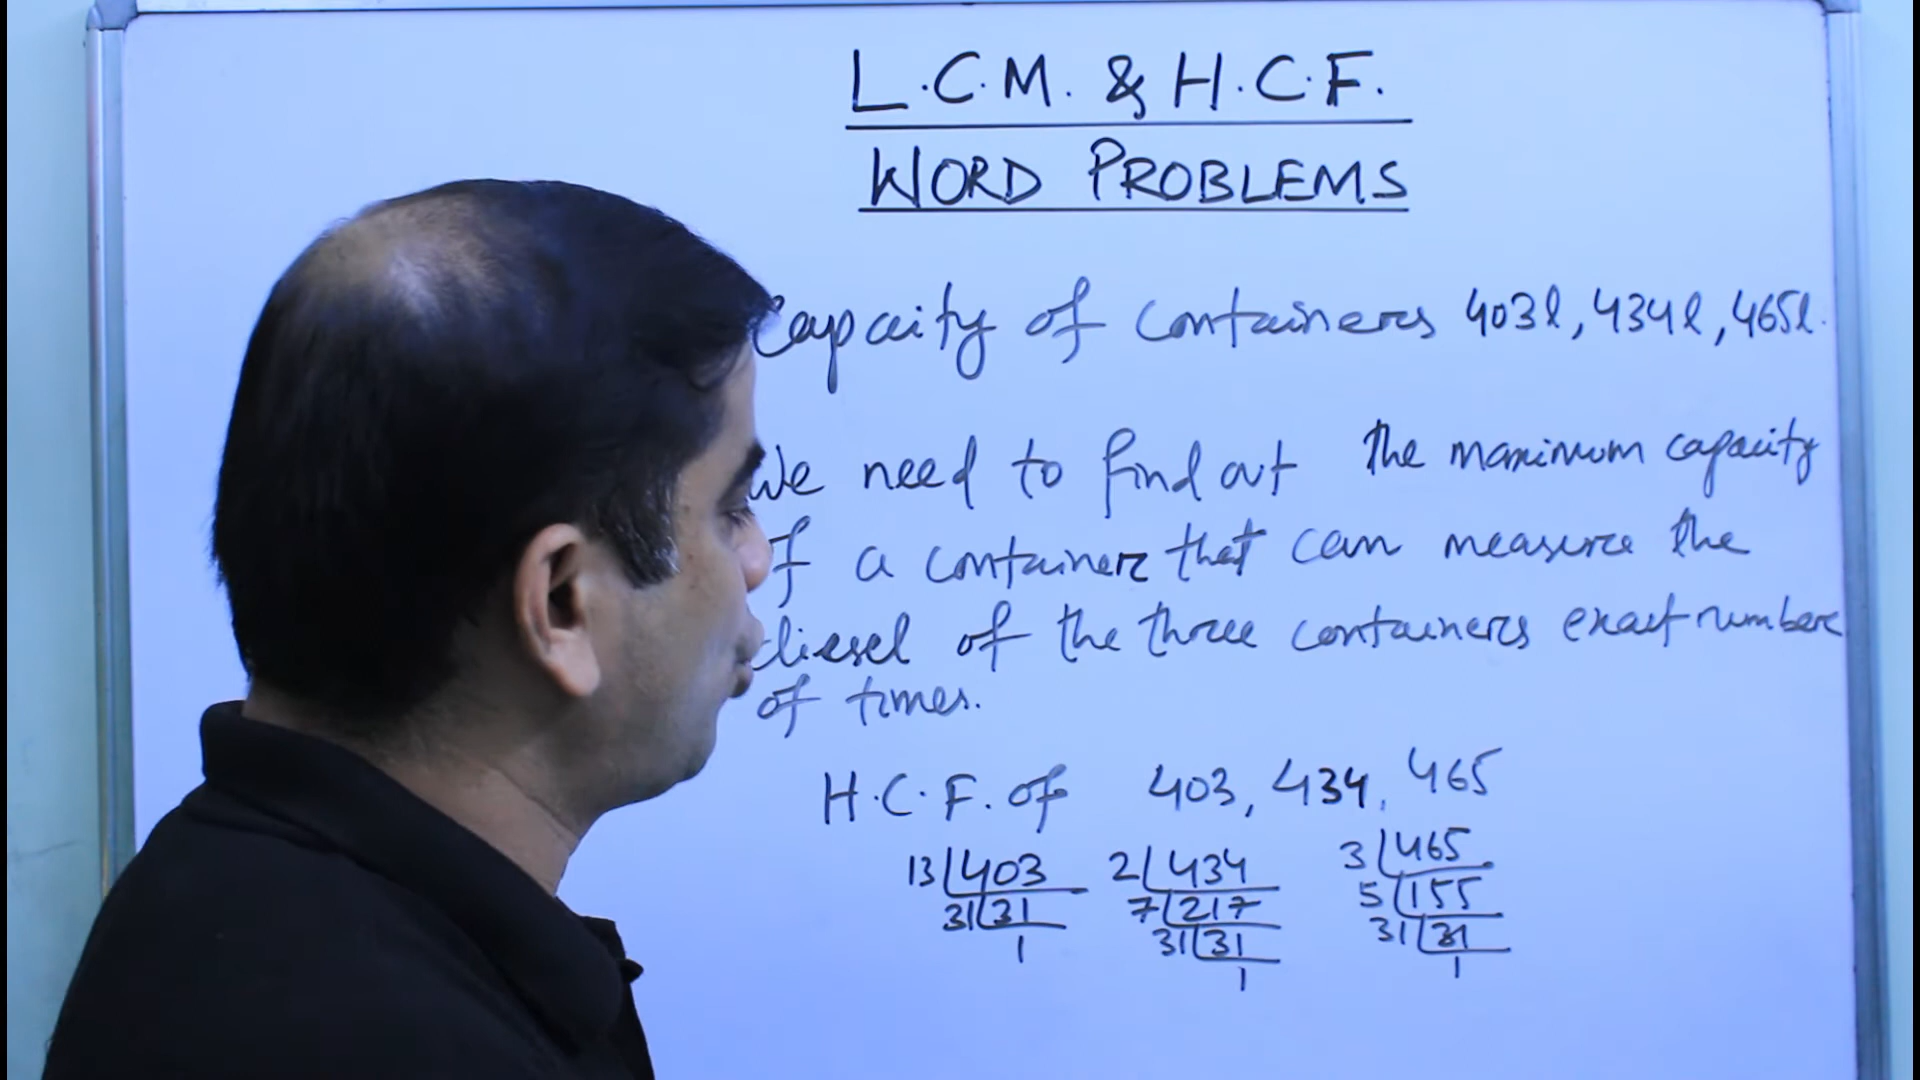 L.C.M. & H.C.F.
WORD PROBLEMS
Capacity of containers 403l, 434l, 465l.
We need to find out the maximum capacity
of a container that can measure the
diesel of the three containers exact number
of times.
H.C.F. of 403, 434, 465
13 403 2 434 3 465
31 31 7 217 5 155
1 31 31 31 31
1 1